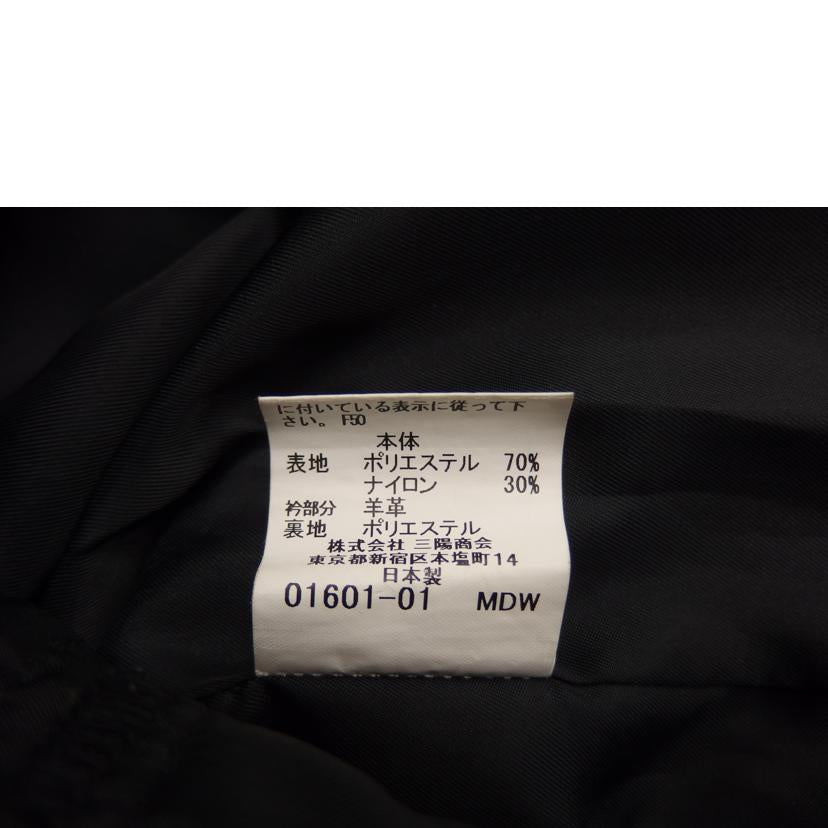 に付いている表示に従って下
さい。 F50
本体
表地 ポリエステル 70%
ナイロン 30%
衿部分 羊革
裏地 ポリエステル
株式会社 三陽商会
東京都新宿区本塩町14
日本製
01601-01 MDW